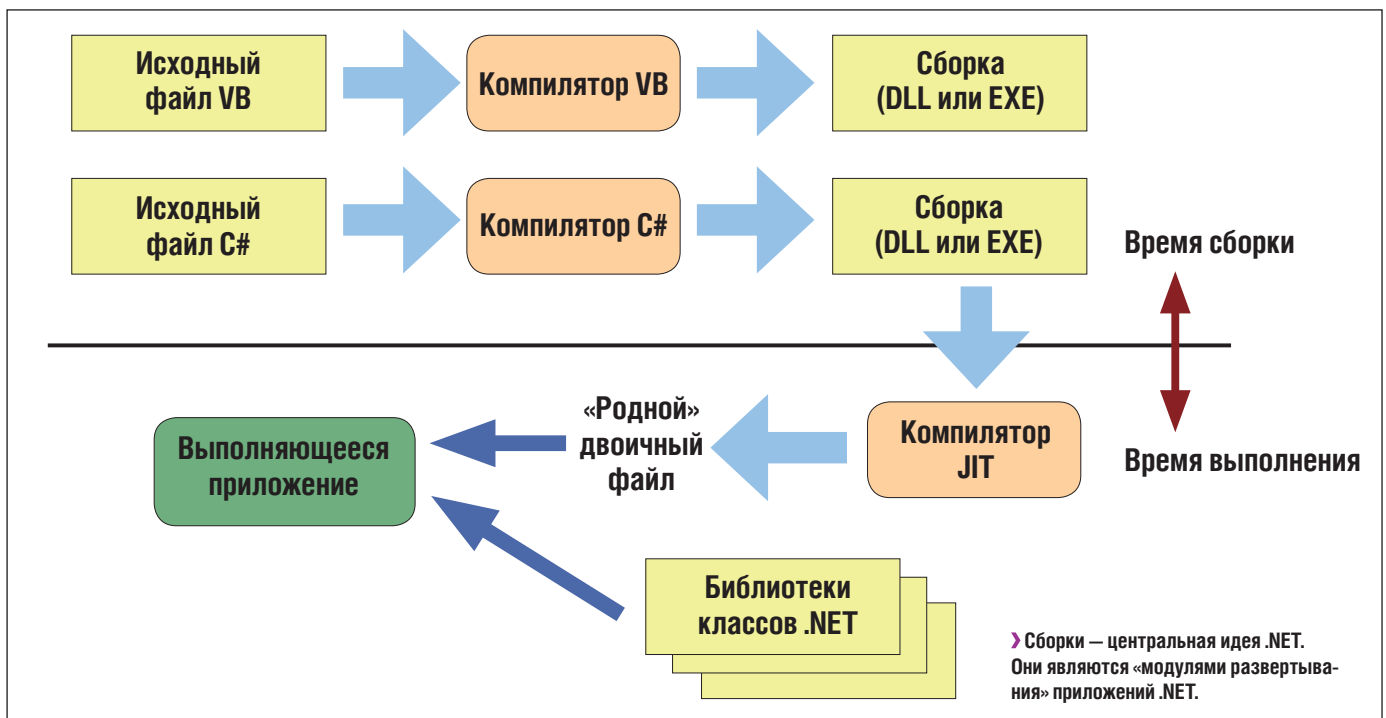 Исходный
файл VB
Компилятор VB
Сборка
(DLL или EXE)
Исходный
файл C#
Компилятор C#
Сборка
(DLL или EXE)
Время сборки
Время выполнения
Компилятор
JIT
«Родной»
двоичный
файл
Выполняющееся
приложение
Библиотеки
классов .NET
❯ Сборки — центральная идея .NET.
Они являются «модулями развертыва-
ния» приложений .NET.